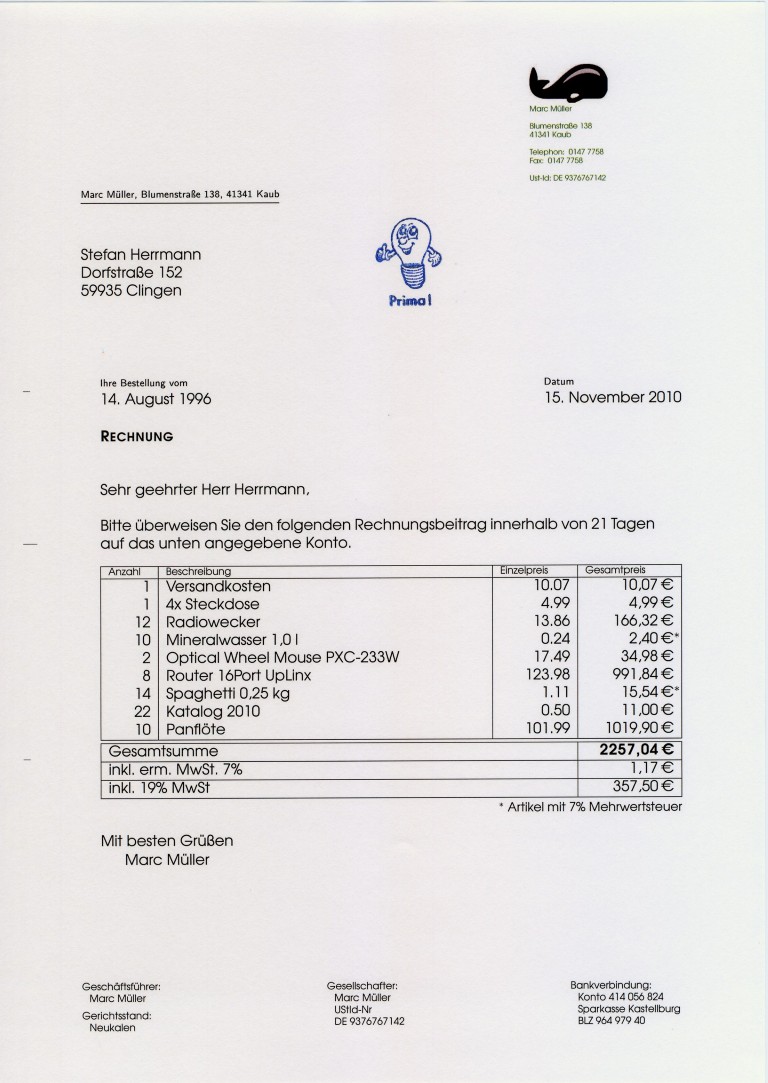 Marc Müller
Blumenstraße 138
41341 Kaub
Telephon: 0147 7758
Fax: 0147 7758
Ust-Id: DE 9376767142
Marc Müller, Blumenstraße 138, 41341 Kaub
Stefan Herrmann
Dorfstraße 152
59935 Clingen
Prima!
Ihre Bestellung vom
14. August 1996
Datum
15. November 2010
RECHNUNG
Sehr geehrter Herr Herrmann,
Bitte überweisen Sie den folgenden Rechnungsbeitrag innerhalb von 21 Tagen
auf das unten angegebene Konto.
Anzahl Beschreibung Einzelpreis Gesamtpreis
1 Versandkosten 10.07 10,07 €
1 4x Steckdose 4.99 4,99 €
12 Radiowecker 13.86 166,32 €
10 Mineralwasser 1,0 l 0.24 2,40 €*
2 Optical Wheel Mouse PXC-233W 17.49 34,98 €
8 Router 16Port UpLinx 123.98 991,84 €
14 Spaghetti 0,25 kg 1.11 15,54 €*
22 Katalog 2010 0.50 11,00 €
10 Panflöte 101.99 1019,90 €
Gesamtsumme 2257,04 €
inkl. erm. MwSt. 7% 1,17 €
inkl. 19% MwSt 357,50 €
* Artikel mit 7% Mehrwertsteuer
Mit besten Grüßen
Marc Müller
Geschäftsführer:
Marc Müller
Gerichtsstand:
Neukalen
Gesellschafter:
Marc Müller
UStId-Nr
DE 9376767142
Bankverbindung:
Konto 414 056 824
Sparkasse Kastellburg
BLZ 964 979 40